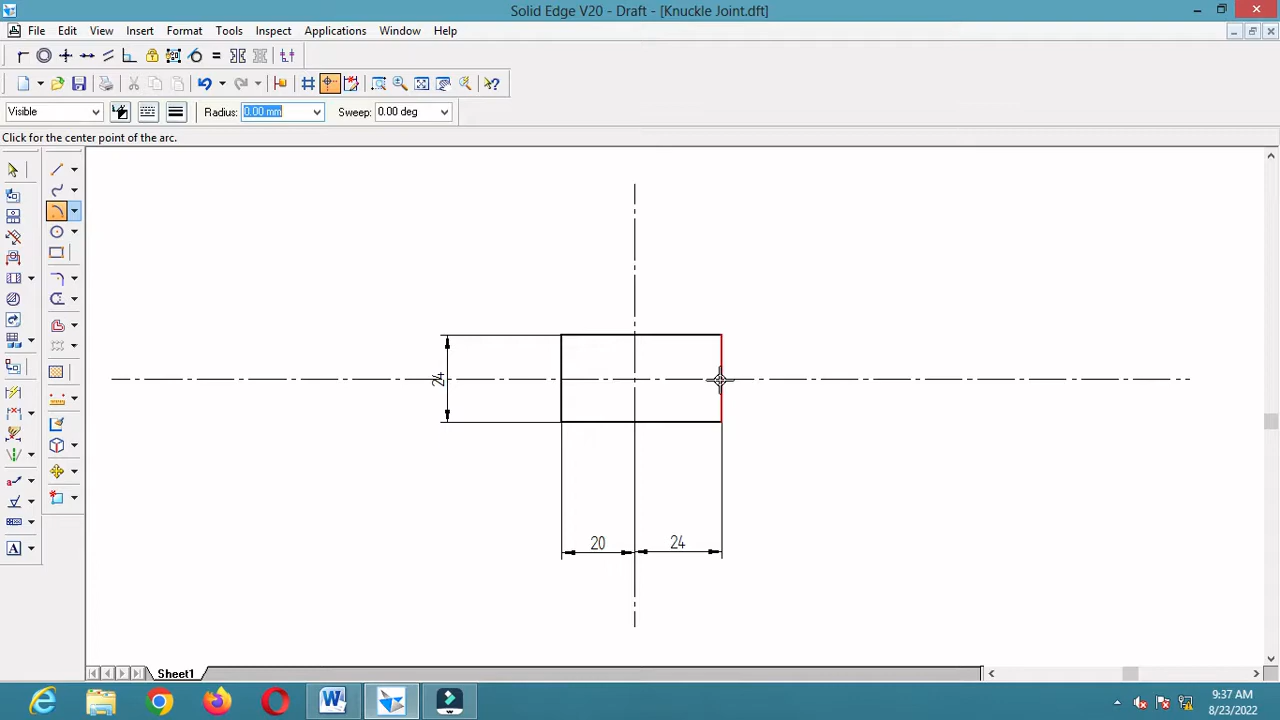 Solid Edge V20 - Draft - [Knuckle Joint.dft]
File Edit View Insert Format Tools Inspect Applications Window Help
Visible Radius: 0.00 mm Sweep: 0.00 deg
Click for the center point of the arc.
24
20 24
Sheet1
9:37 AM
8/23/2022